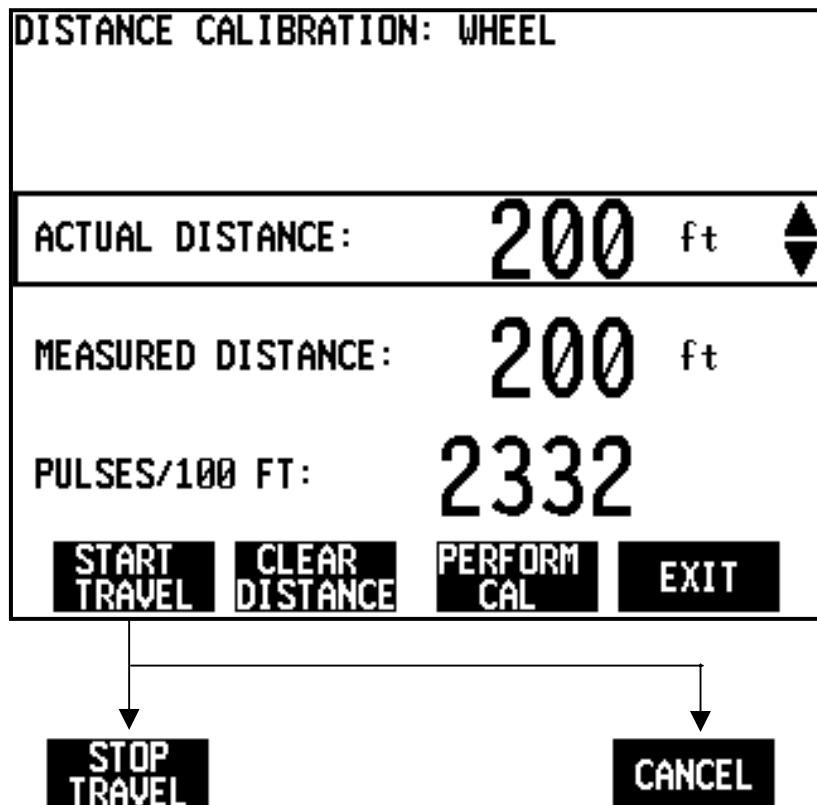 DISTANCE CALIBRATION: WHEEL
ACTUAL DISTANCE: 200 ft
MEASURED DISTANCE: 200 ft
PULSES/100 FT: 2332
START TRAVEL
CLEAR DISTANCE
PERFORM CAL
EXIT
STOP TRAVEL
CANCEL